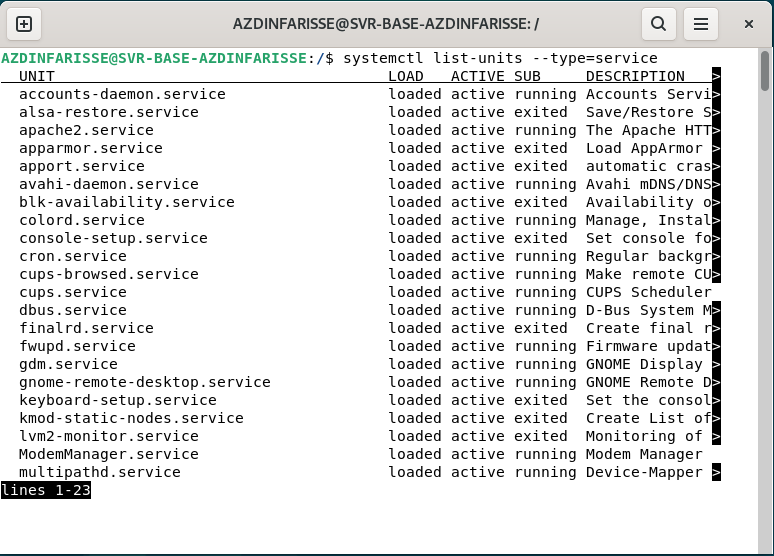 AZDINFARISSE@SVR-BASE-AZDINFARISSE: /
AZDINFARISSE@SVR-BASE-AZDINFARISSE:/$ systemctl list-units --type=service
UNIT LOAD ACTIVE SUB DESCRIPTION >
accounts-daemon.service loaded active running Accounts Servi>
alsa-restore.service loaded active exited Save/Restore S>
apache2.service loaded active running The Apache HTT>
apparmor.service loaded active exited Load AppArmor >
apport.service loaded active exited automatic cras>
avahi-daemon.service loaded active running Avahi mDNS/DNS>
blk-availability.service loaded active exited Availability o>
colord.service loaded active running Manage, Instal>
console-setup.service loaded active exited Set console fo>
cron.service loaded active running Regular backgr>
cups-browsed.service loaded active running Make remote CU>
cups.service loaded active running CUPS Scheduler
dbus.service loaded active running D-Bus System M>
finalrd.service loaded active exited Create final r>
fwupd.service loaded active running Firmware updat>
gdm.service loaded active running GNOME Display >
gnome-remote-desktop.service loaded active running GNOME Remote D>
keyboard-setup.service loaded active exited Set the consol>
kmod-static-nodes.service loaded active exited Create List of>
lvm2-monitor.service loaded active exited Monitoring of >
ModemManager.service loaded active running Modem Manager
multipathd.service loaded active running Device-Mapper >
lines 1-23